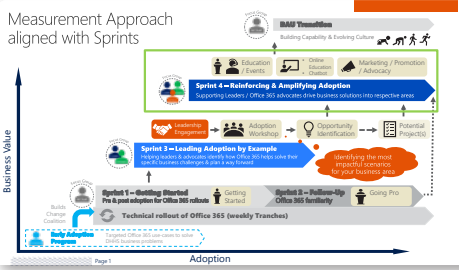 Measurement Approach
aligned with Sprints
BAU Transition
Building Capability & Evolving Culture
Education
/ Events
• Online
Education
• Chatbot
Marketing / Promotion
/ Advocacy
Sprint 4 – Reinforcing & Amplifying Adoption
Supporting Leaders / Office 365 advocates drive business solutions into respective areas
Leadership
Engagement
Adoption
Workshop
Opportunity
Identification
Potential
Project(s)
Sprint 3 – Leading Adoption by Example
Helping leaders & advocates identify how Office 365 helps solve their
specific business challenges & plan a way forward
Identifying the most
impactful scenarios
for your business area
Sprint 1 – Getting Started
Pre & post adoption for Office 365 rollouts
Getting
Started
Sprint 2 – Follow-Up
Office 365 familiarity
Going Pro
Builds
Change
Coalition
Technical rollout of Office 365 (weekly Tranches)
Early Adoption
Progress
Targeted Office 365 use-cases to solve
DHHS business problems
Page 1
Adoption
Business Value